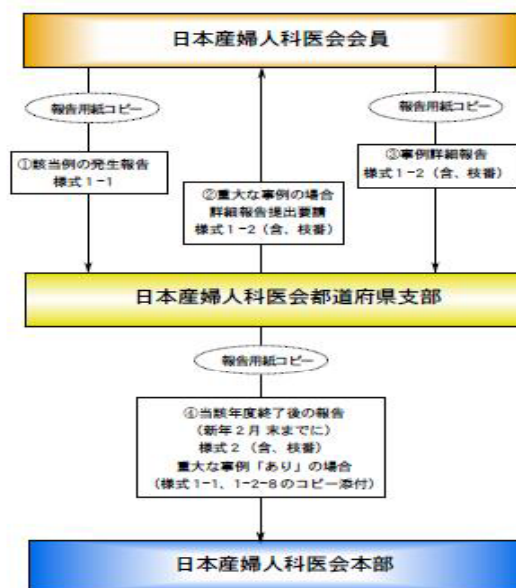 日本産婦人科医会会員
報告用紙コピー
報告用紙コピー
①該当例の発生報告
様式1-1
②重大な事例の場合
詳細報告提出要請
様式1-2(含、枝番)
③事例詳細報告
様式1-2(含、枝番)
日本産婦人科医会都道府県支部
報告用紙コピー
④当該年度終了後の報告
(新年2月末までに)
様式2(含、枝番)
重大な事例「あり」の場合
(様式1-1、1-2-8のコピー添付)
日本産婦人科医会本部